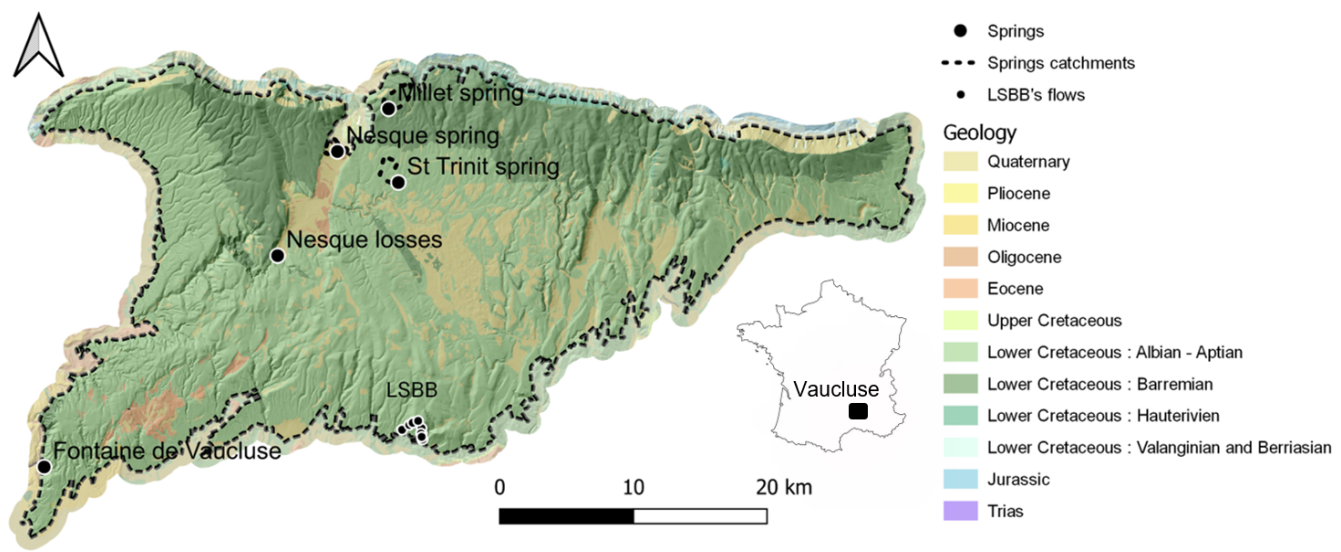 Millet spring
Nesque spring
St Trinit spring
Nesque losses
LSBB
Fontaine de Vaucluse
Vaucluse
0 10 20 km
Springs
Springs catchments
LSBB's flows
Geology
Quaternary
Pliocene
Miocene
Oligocene
Eocene
Upper Cretaceous
Lower Cretaceous : Albian - Aptian
Lower Cretaceous : Barremian
Lower Cretaceous : Hauterivien
Lower Cretaceous : Valanginian and Berriasian
Jurassic
Trias